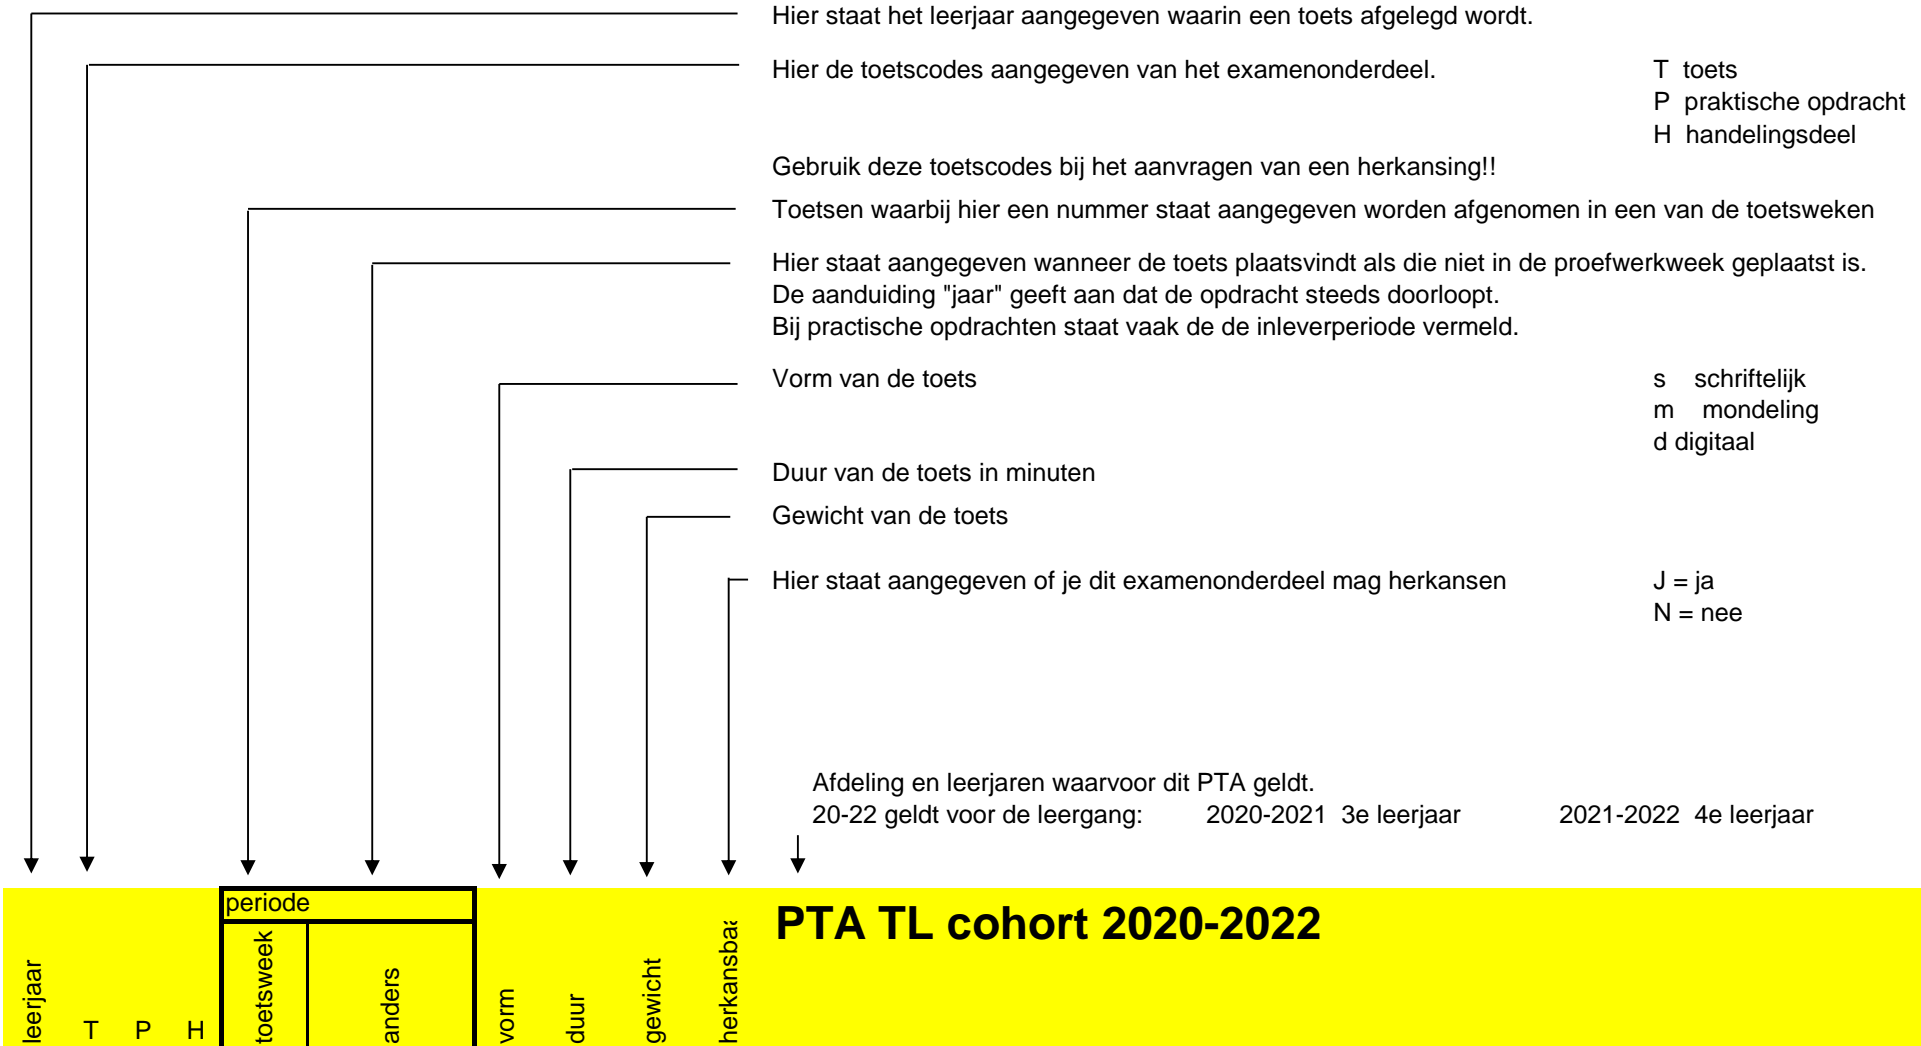 Hier staat het leerjaar aangegeven waarin een toets afgelegd wordt.
Hier de toetscodes aangegeven van het examenonderdeel. T toets
P praktische opdracht
H handelingsdeel
Gebruik deze toetscodes bij het aanvragen van een herkansing!!
Toetsen waarbij hier een nummer staat aangegeven worden afgenomen in een van de toetsweken
Hier staat aangegeven wanneer de toets plaatsvindt als die niet in de proefwerkweek geplaatst is.
De aanduiding "jaar" geeft aan dat de opdracht steeds doorloopt.
Bij practische opdrachten staat vaak de de inleverperiode vermeld.
Vorm van de toets s schriftelijk
m mondeling
d digitaal
Duur van de toets in minuten
Gewicht van de toets
Hier staat aangegeven of je dit examenonderdeel mag herkansen J = ja
N = nee
Afdeling en leerjaren waarvoor dit PTA geldt.
20-22 geldt voor de leergang: 2020-2021 3e leerjaar 2021-2022 4e leerjaar
periode
PTA TL cohort 2020-2022
leerjaar T P H toetsweek anders vorm duur gewicht herkansbaa